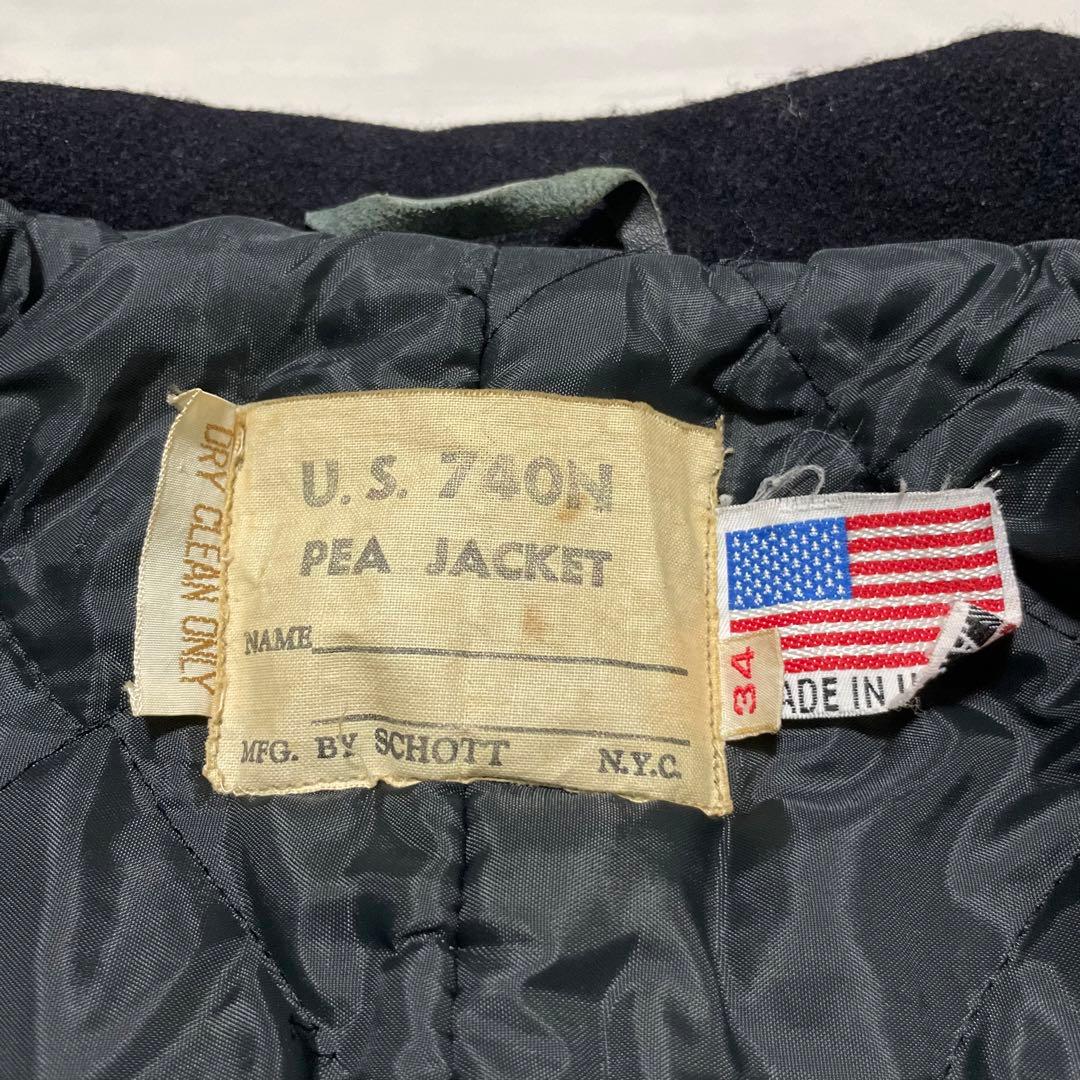 DRY CLEAN ONLY
U.S. 740N
PEA JACKET
NAME
MFG. BY SCHOTT N.Y.C.
34
ADE IN U